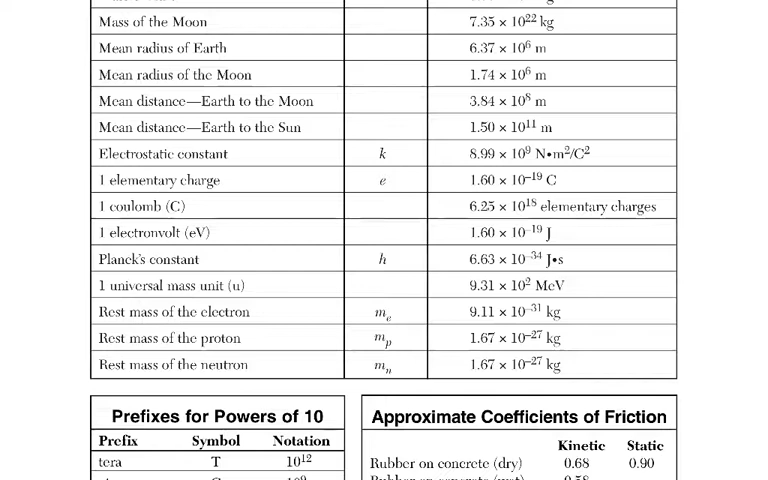 Mass of the Moon 7.35 × 10²² kg
Mean radius of Earth 6.37 × 10⁶ m
Mean radius of the Moon 1.74 × 10⁶ m
Mean distance—Earth to the Moon 3.84 × 10⁸ m
Mean distance—Earth to the Sun 1.50 × 10¹¹ m
Electrostatic constant k 8.99 × 10⁹ N•m²/C²
1 elementary charge e 1.60 × 10⁻¹⁹ C
1 coulomb (C) 6.25 × 10¹⁸ elementary charges
1 electronvolt (eV) 1.60 × 10⁻¹⁹ J
Planck's constant h 6.63 × 10⁻³⁴ J•s
1 universal mass unit (u) 9.31 × 10² MeV
Rest mass of the electron mₑ 9.11 × 10⁻³¹ kg
Rest mass of the proton mₚ 1.67 × 10⁻²⁷ kg
Rest mass of the neutron mₙ 1.67 × 10⁻²⁷ kg
Prefixes for Powers of 10
Prefix Symbol Notation
tera T 10¹²
Approximate Coefficients of Friction
Kinetic Static
Rubber on concrete (dry) 0.68 0.90